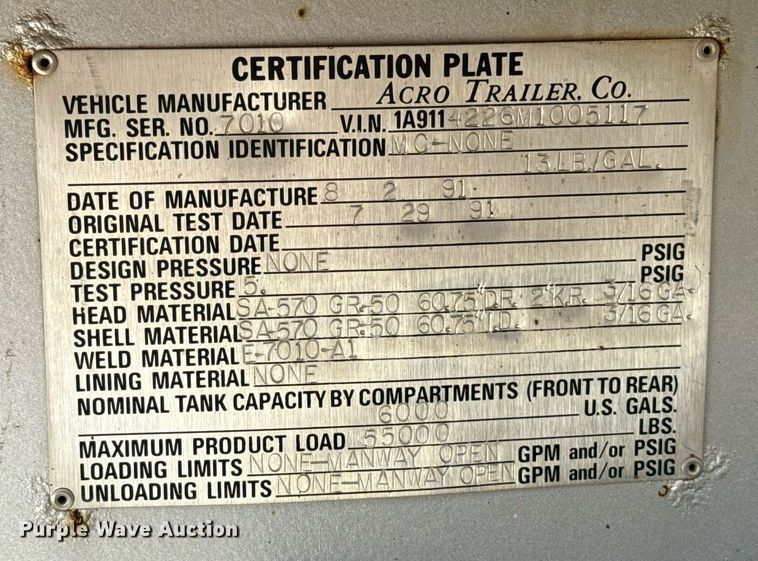 CERTIFICATION PLATE
VEHICLE MANUFACTURER ACRO TRAILER, CO.
MFG. SER. NO. 7010 V.I.N. 1A9114226M1005117
SPECIFICATION IDENTIFICATION MC-NONE
13LB/GAL.
DATE OF MANUFACTURE 8 2 91.
ORIGINAL TEST DATE 7 29 91
CERTIFICATION DATE
DESIGN PRESSURE NONE PSIG
TEST PRESSURE 5. PSIG
HEAD MATERIAL SA-570 GR-50 60.75" D.R. 2" K.R. 3/16 GA.
SHELL MATERIAL SA-570 GR-50 60.75" I.D. 3/16 GA.
WELD MATERIAL E-7010-A1
LINING MATERIAL NONE
NOMINAL TANK CAPACITY BY COMPARTMENTS (FRONT TO REAR)
6000 U.S. GALS.
MAXIMUM PRODUCT LOAD 55000 LBS.
LOADING LIMITS NONE-MANWAY OPEN GPM and/or PSIG
UNLOADING LIMITS NONE-MANWAY OPEN GPM and/or PSIG
Purple Wave Auction